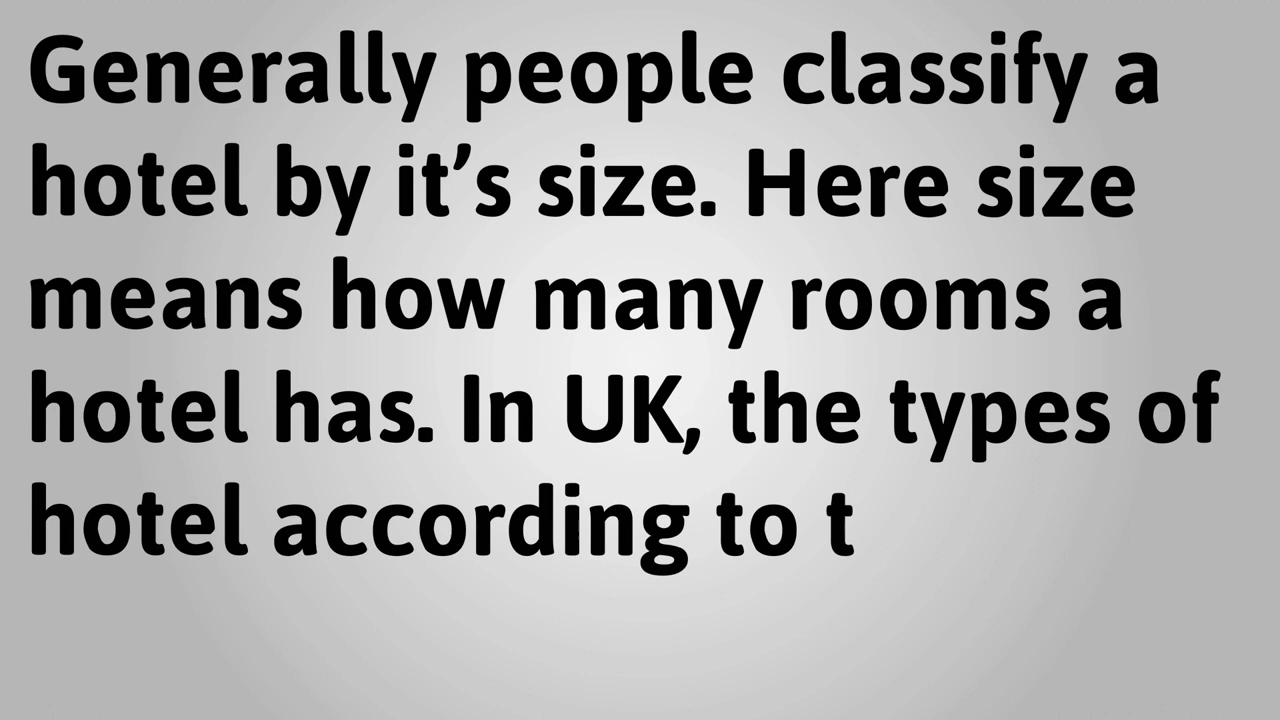 Generally people classify a
hotel by it’s size. Here size
means how many rooms a
hotel has. In UK, the types of
hotel according to t